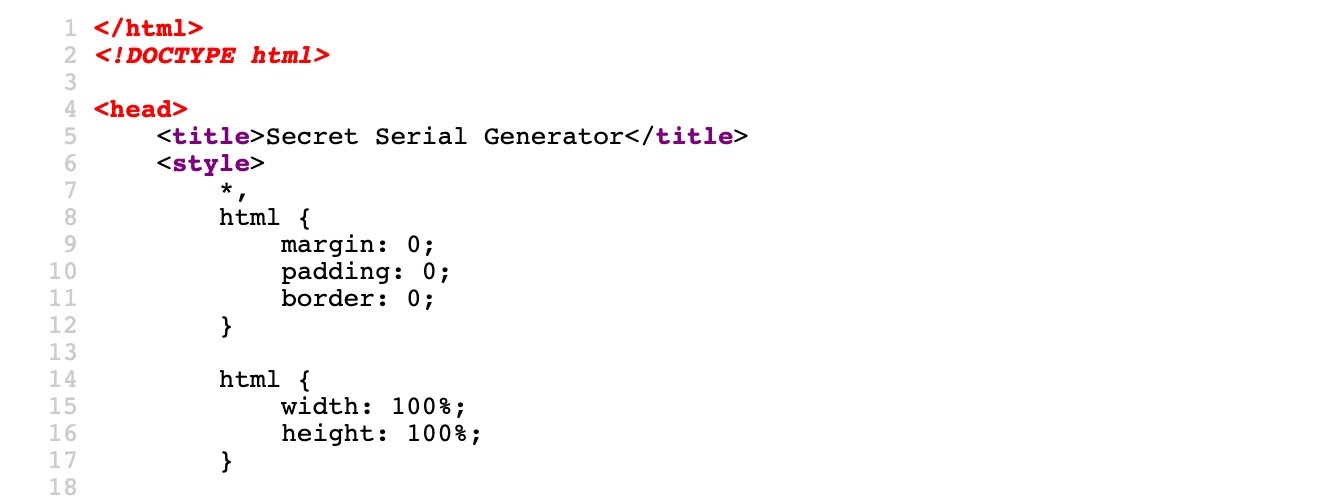 1 </html>
2 <!DOCTYPE html>
3
4 <head>
5     <title>Secret Serial Generator</title>
6     <style>
7         *,
8         html {
9             margin: 0;
10             padding: 0;
11             border: 0;
12         }
13
14         html {
15             width: 100%;
16             height: 100%;
17         }
18